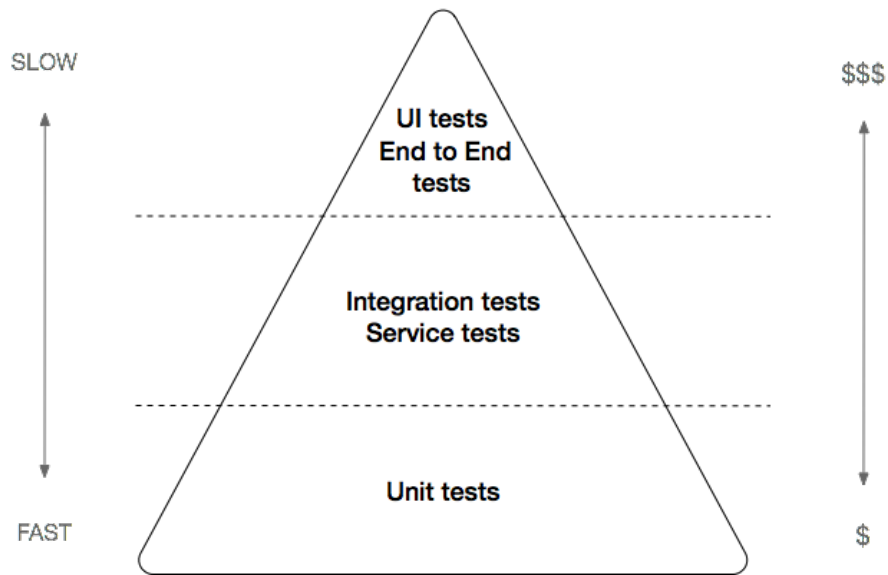 SLOW
$$$
UI tests
End to End
tests
Integration tests
Service tests
Unit tests
FAST
$